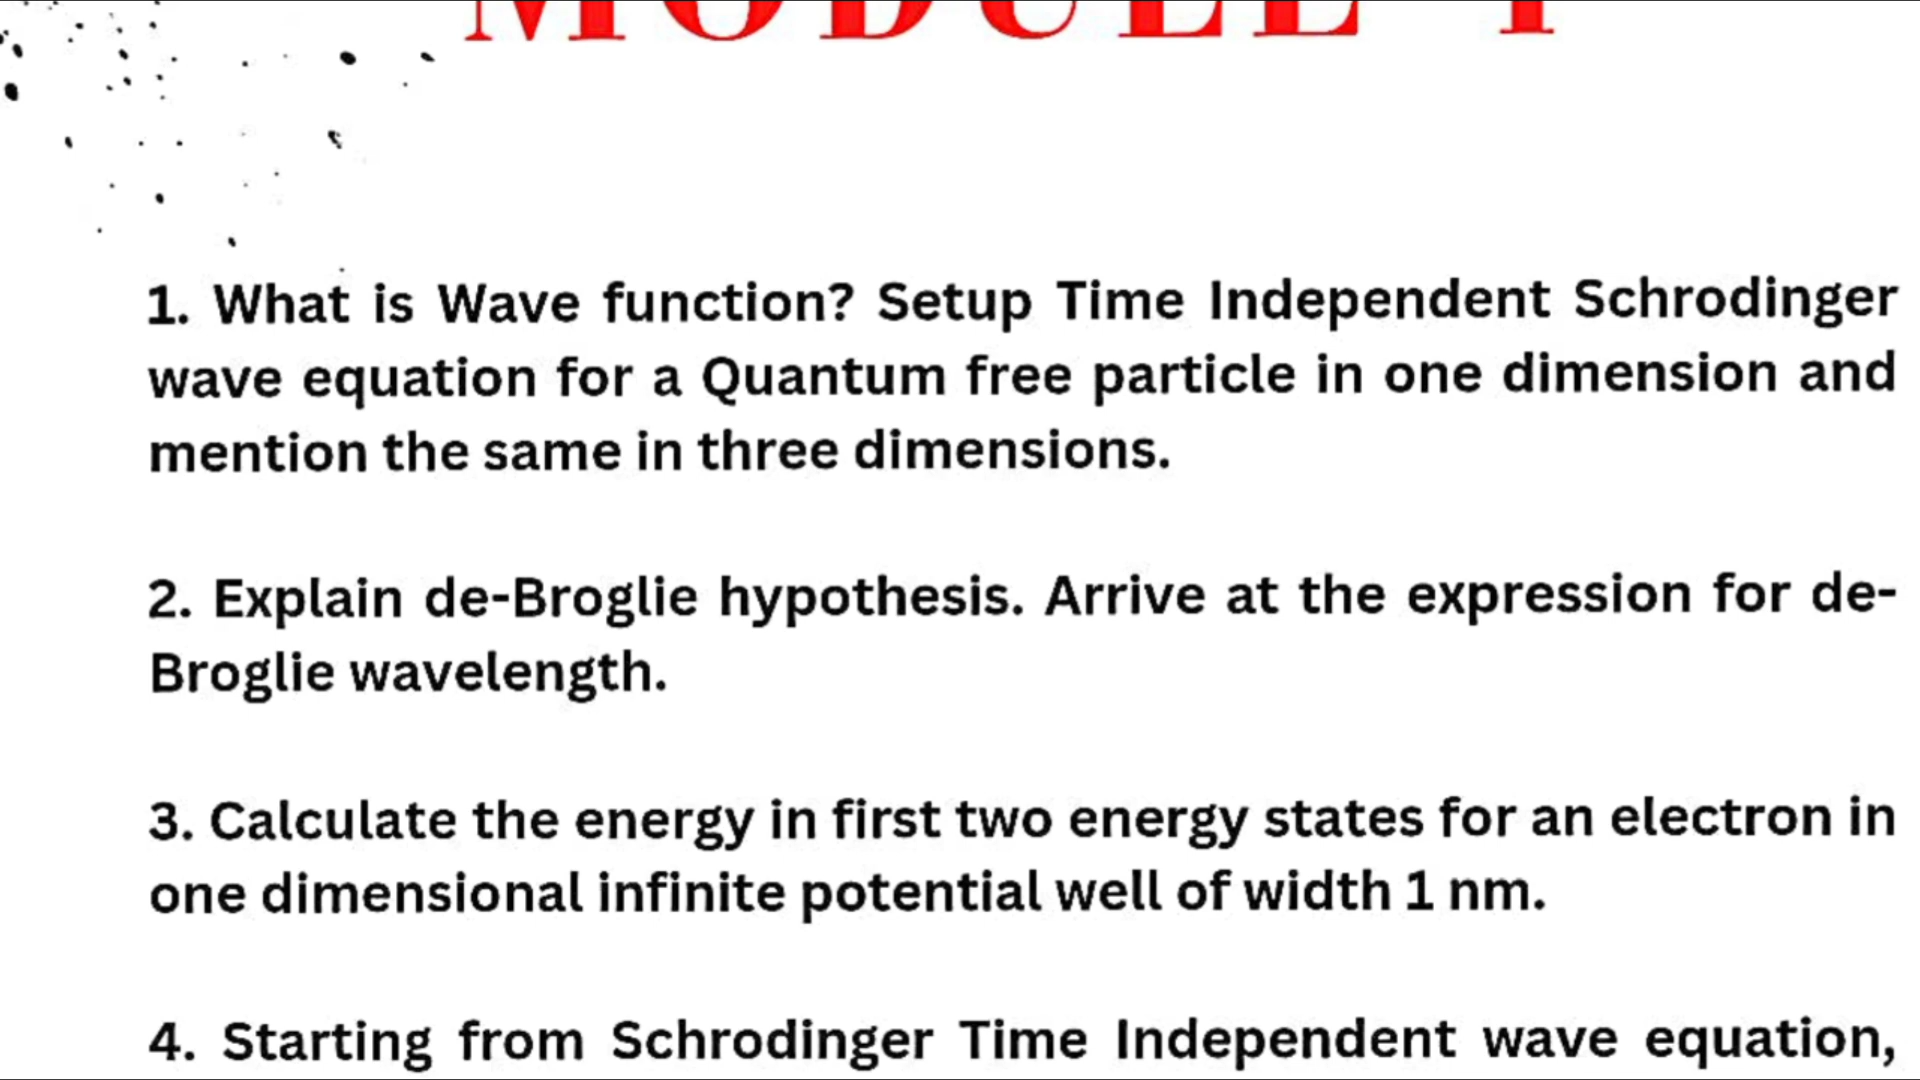 MODULE 1
1. What is Wave function? Setup Time Independent Schrodinger
wave equation for a Quantum free particle in one dimension and
mention the same in three dimensions.
2. Explain de-Broglie hypothesis. Arrive at the expression for de-
Broglie wavelength.
3. Calculate the energy in first two energy states for an electron in
one dimensional infinite potential well of width 1 nm.
4. Starting from Schrodinger Time Independent wave equation,